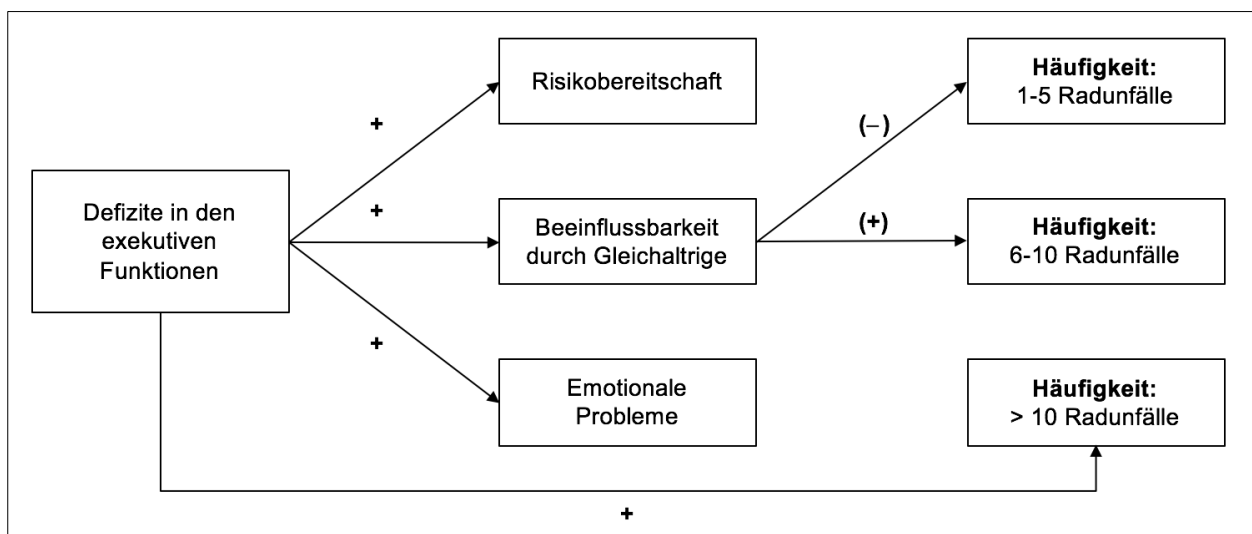 Risikobereitschaft
Häufigkeit:
1-5 Radunfälle
+
(−)
Defizite in den
exekutiven
Funktionen
+
Beeinflussbarkeit
durch Gleichaltrige
(+)
Häufigkeit:
6-10 Radunfälle
+
Emotionale
Probleme
Häufigkeit:
> 10 Radunfälle
+